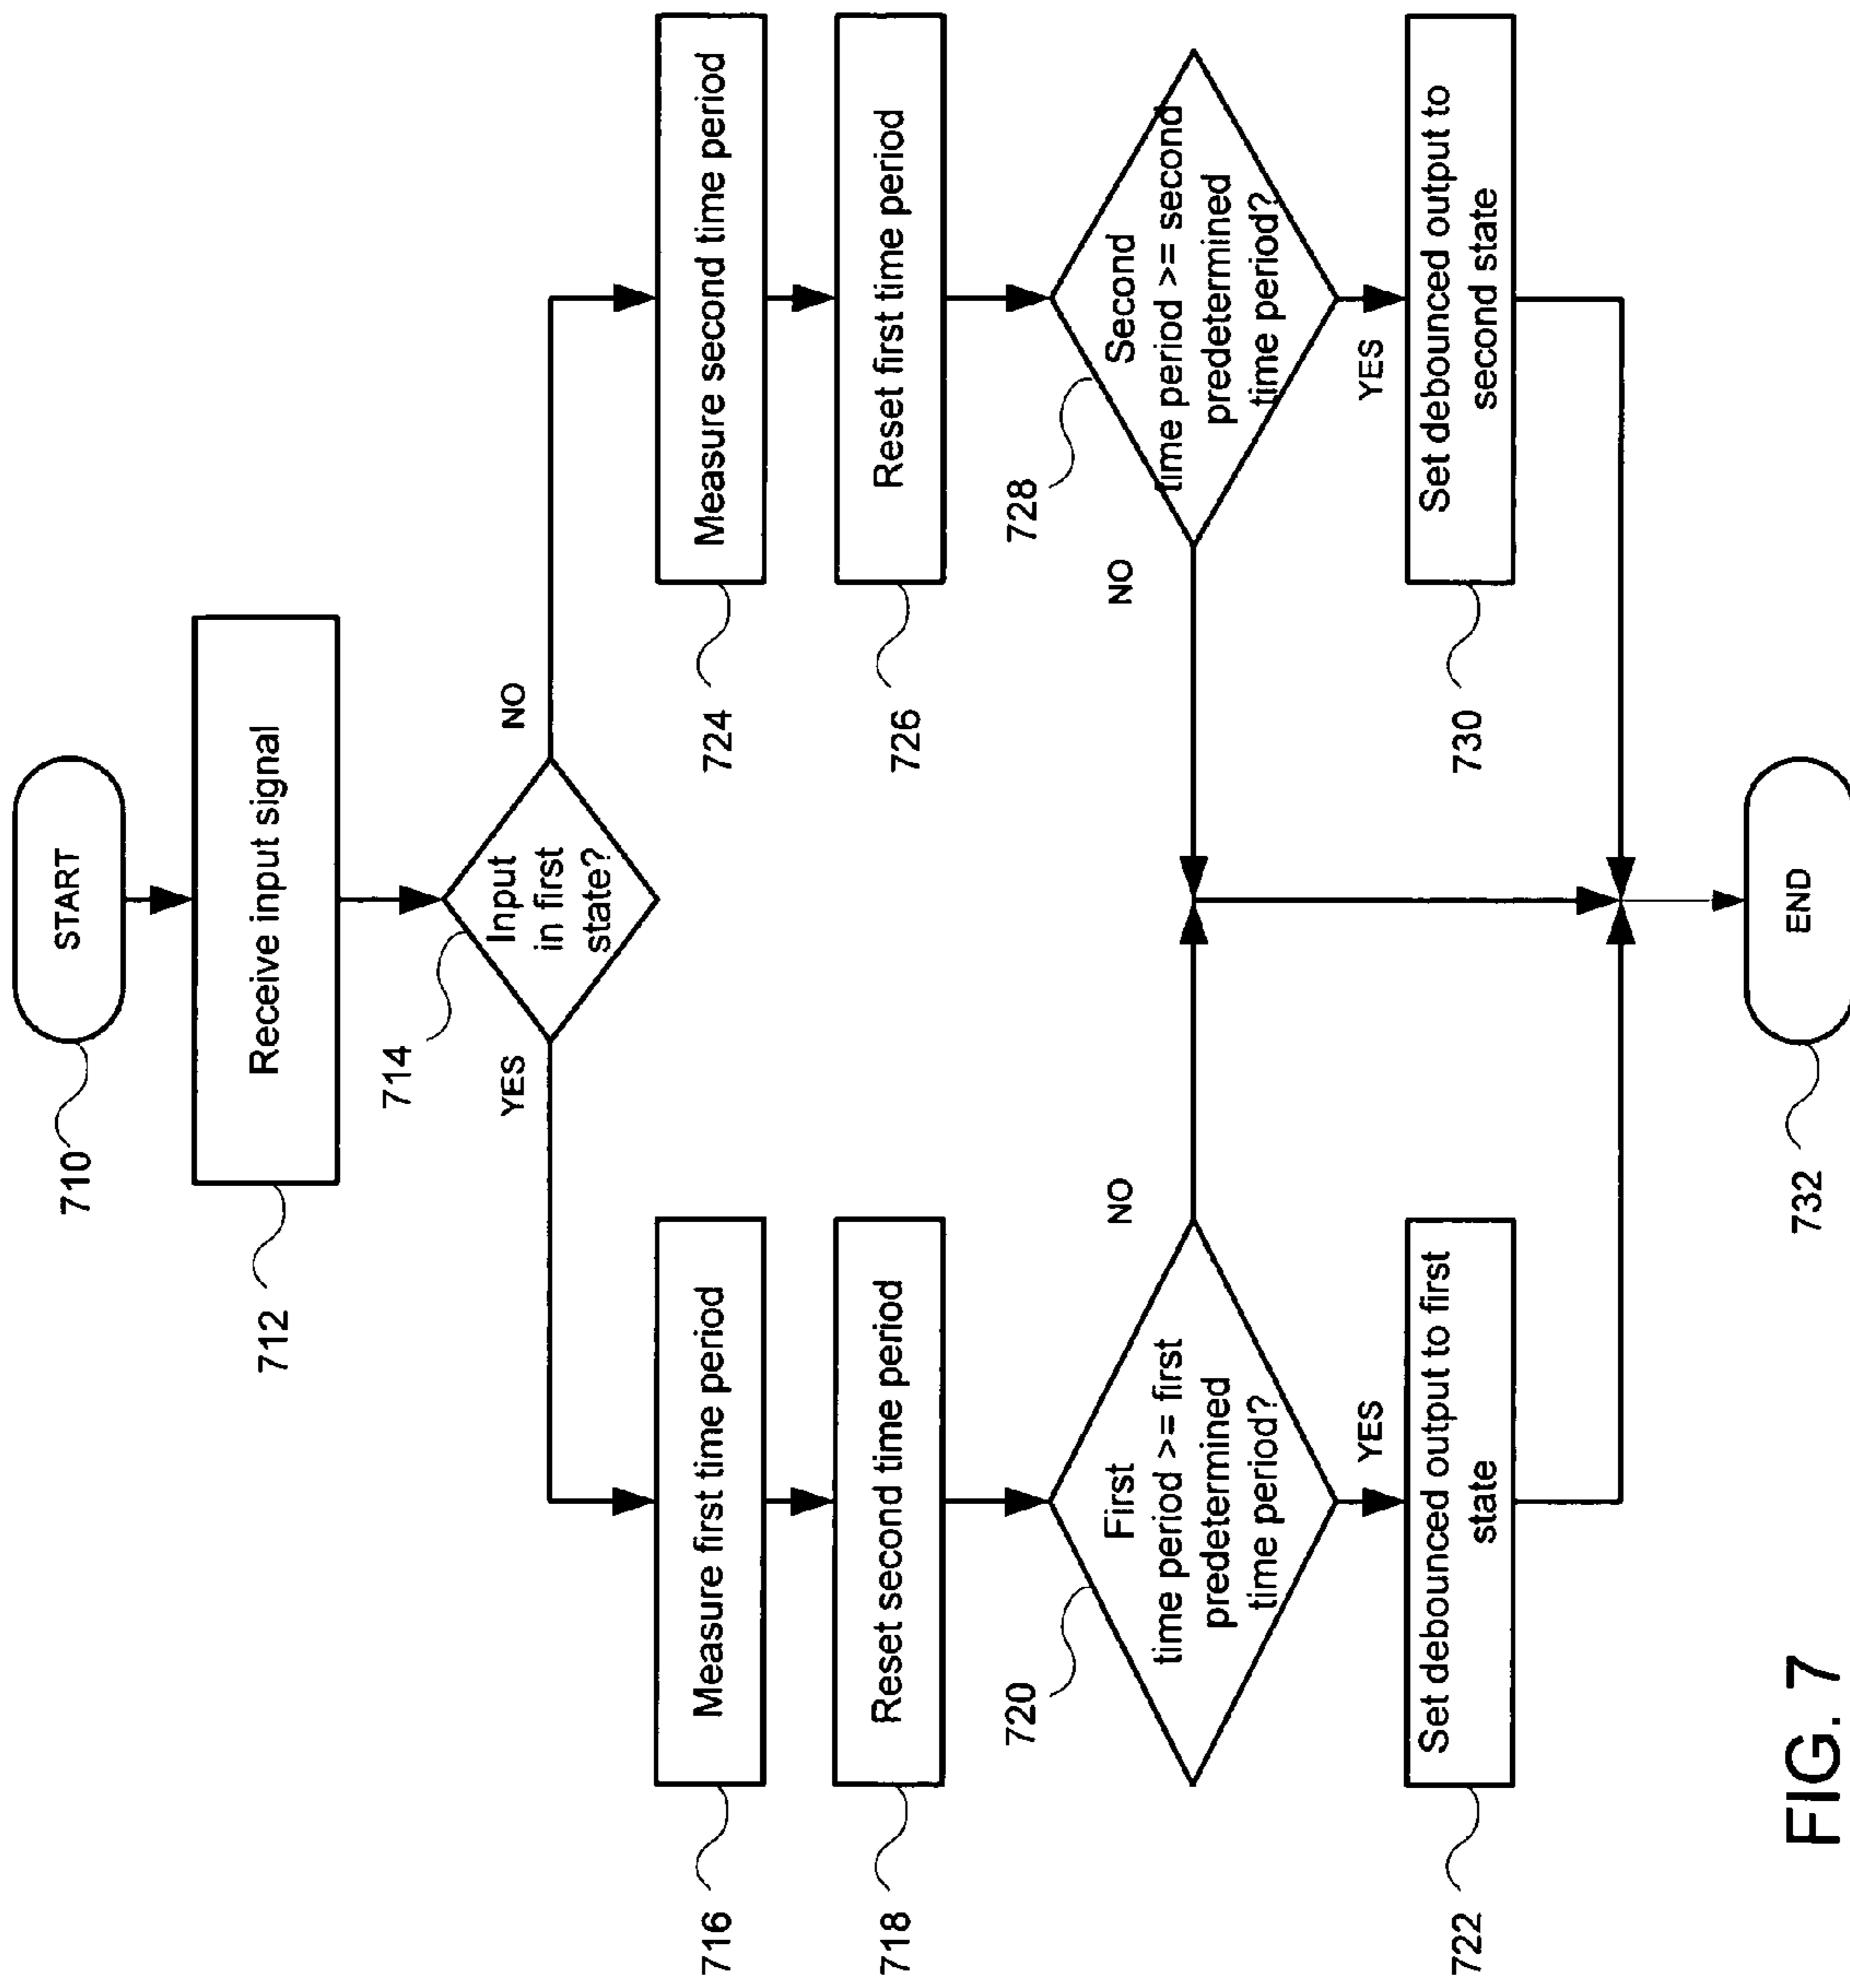 START
710
Receive input signal
712
Input
in first
state?
714
YES
NO
Measure first time period
716
Measure second time period
724
Reset second time period
718
Reset first time period
726
First
time period >= first
predetermined
time period?
720
NO
YES
Second
time period >= second
predetermined
time period?
728
NO
YES
Set debounced output to first
state
722
Set debounced output to
second state
730
END
732
FIG. 7